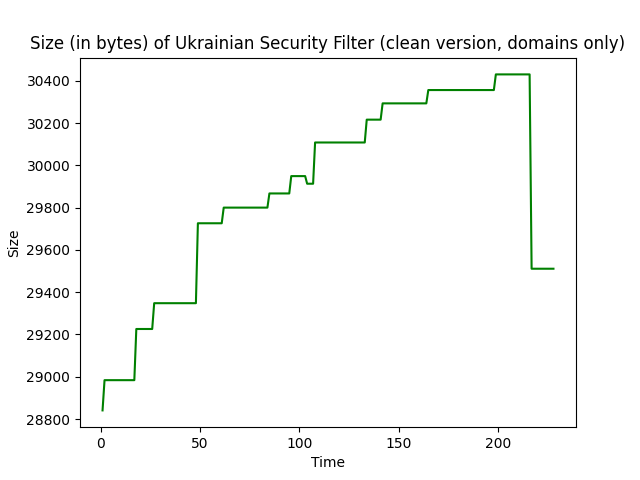 Size (in bytes) of Ukrainian Security Filter (clean version, domains only)
30400
30200
30000
29800
29600
29400
29200
29000
28800
Size
0 50 100 150 200
Time